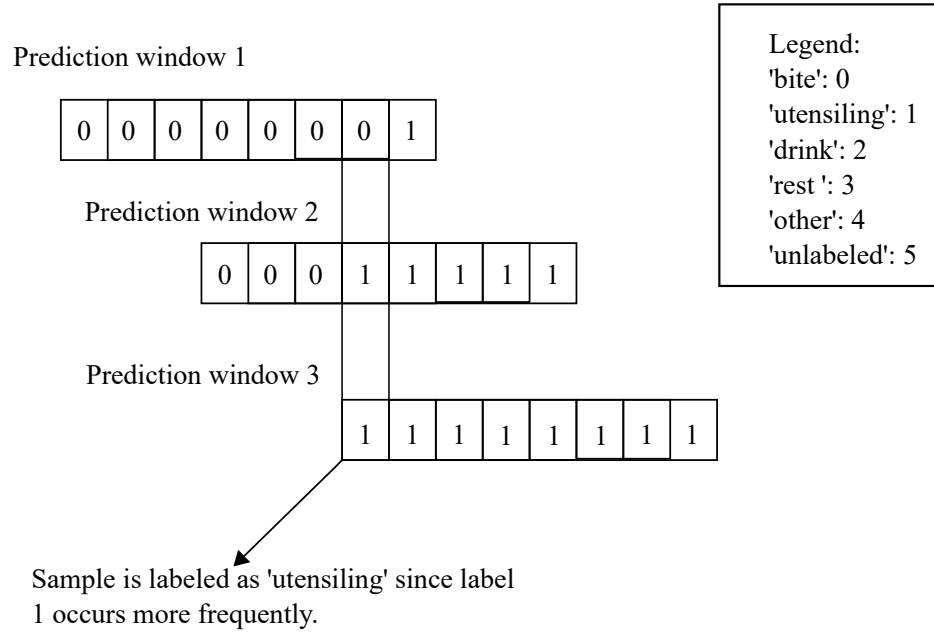 Prediction window 1
0 0 0 0 0 0 0 1
Prediction window 2
0 0 0 1 1 1 1 1
Prediction window 3
1 1 1 1 1 1 1 1
Sample is labeled as 'utensiling' since label
1 occurs more frequently.
Legend:
'bite': 0
'utensiling': 1
'drink': 2
'rest ': 3
'other': 4
'unlabeled': 5